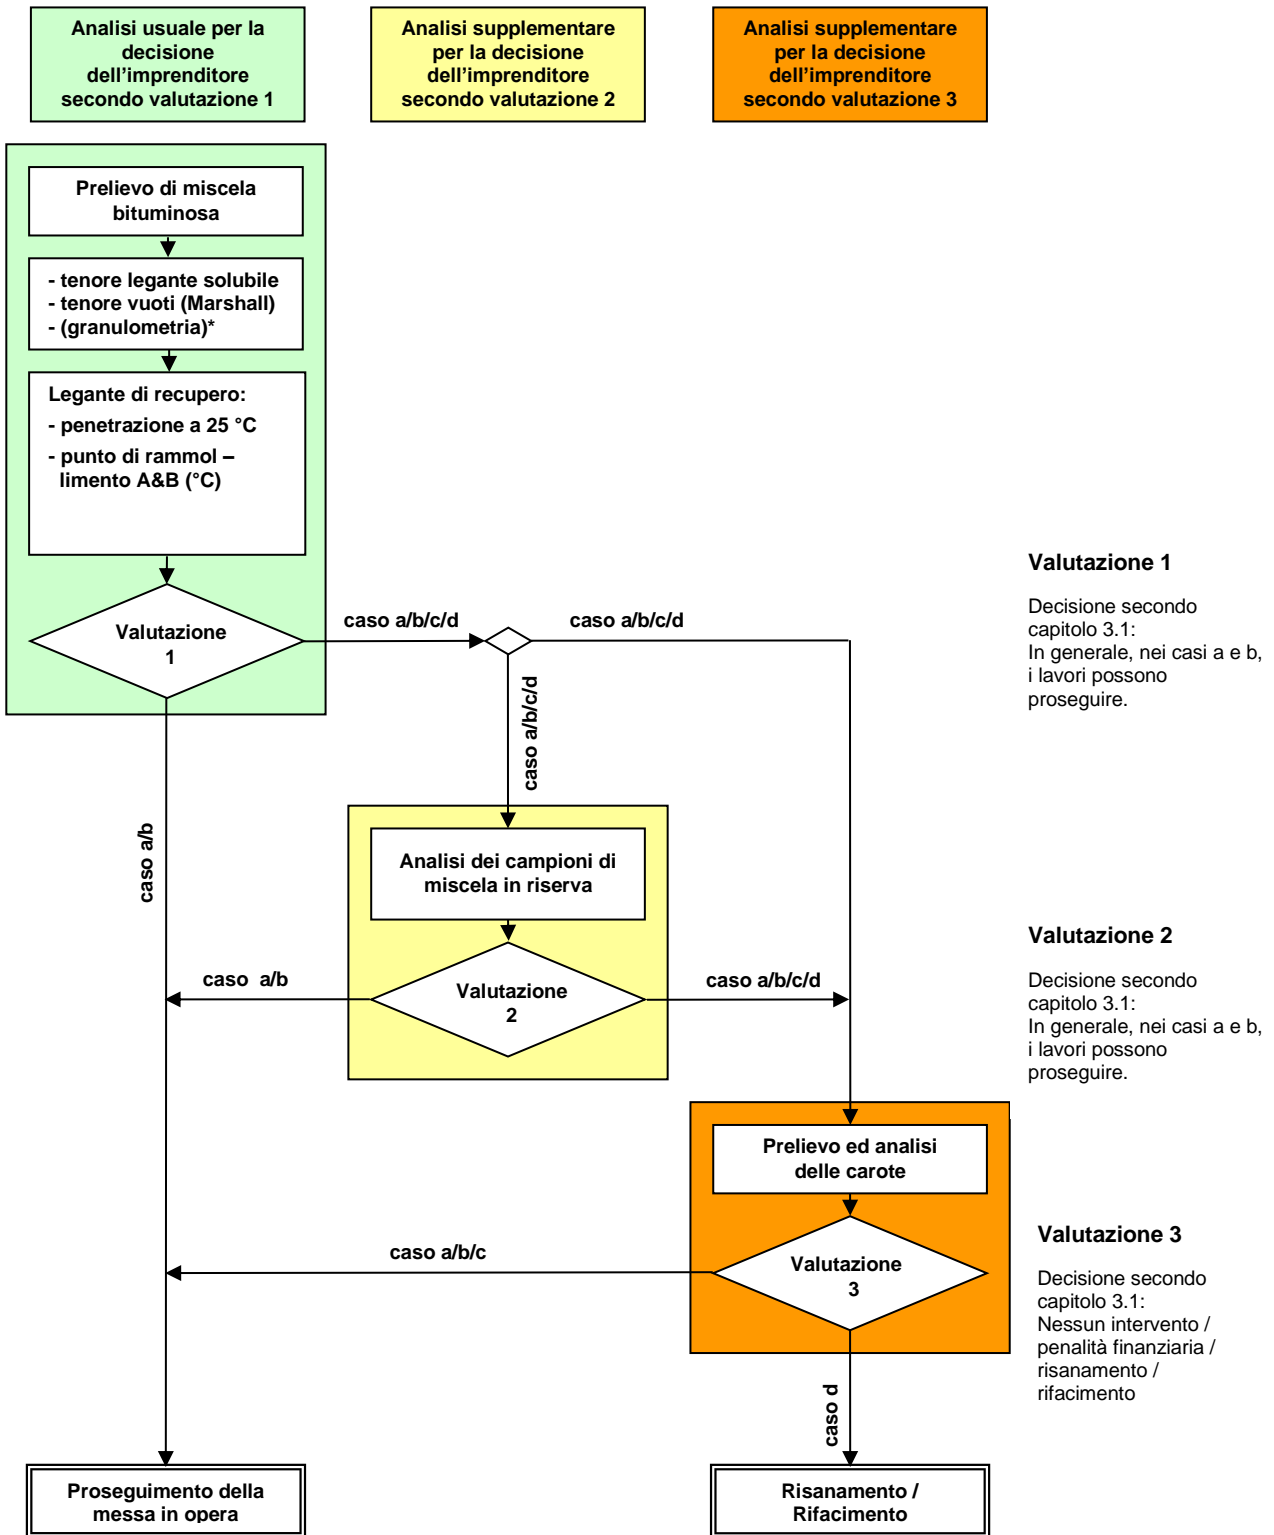 Analisi usuale per la
decisione
dell'imprenditore
secondo valutazione 1
Analisi supplementare
per la decisione
dell'imprenditore
secondo valutazione 2
Analisi supplementare
per la decisione
dell'imprenditore
secondo valutazione 3
Prelievo di miscela
bituminosa
- tenore legante solubile
- tenore vuoti (Marshall)
- (granulometria)*
Legante di recupero:
- penetrazione a 25 °C
- punto di rammol –
limento A&B (°C)
Valutazione
1
caso a/b/c/d
caso a/b/c/d
caso a/b/c/d
caso a/b
Valutazione 1
Decisione secondo
capitolo 3.1:
In generale, nei casi a e b,
i lavori possono
proseguire.
Analisi dei campioni di
miscela in riserva
Valutazione
2
caso  a/b
caso a/b/c/d
Valutazione 2
Decisione secondo
capitolo 3.1:
In generale, nei casi a e b,
i lavori possono
proseguire.
Prelievo ed analisi
delle carote
Valutazione
3
caso a/b/c
caso d
Valutazione 3
Decisione secondo
capitolo 3.1:
Nessun intervento /
penalità finanziaria /
risanamento /
rifacimento
Proseguimento della
messa in opera
Risanamento /
Rifacimento